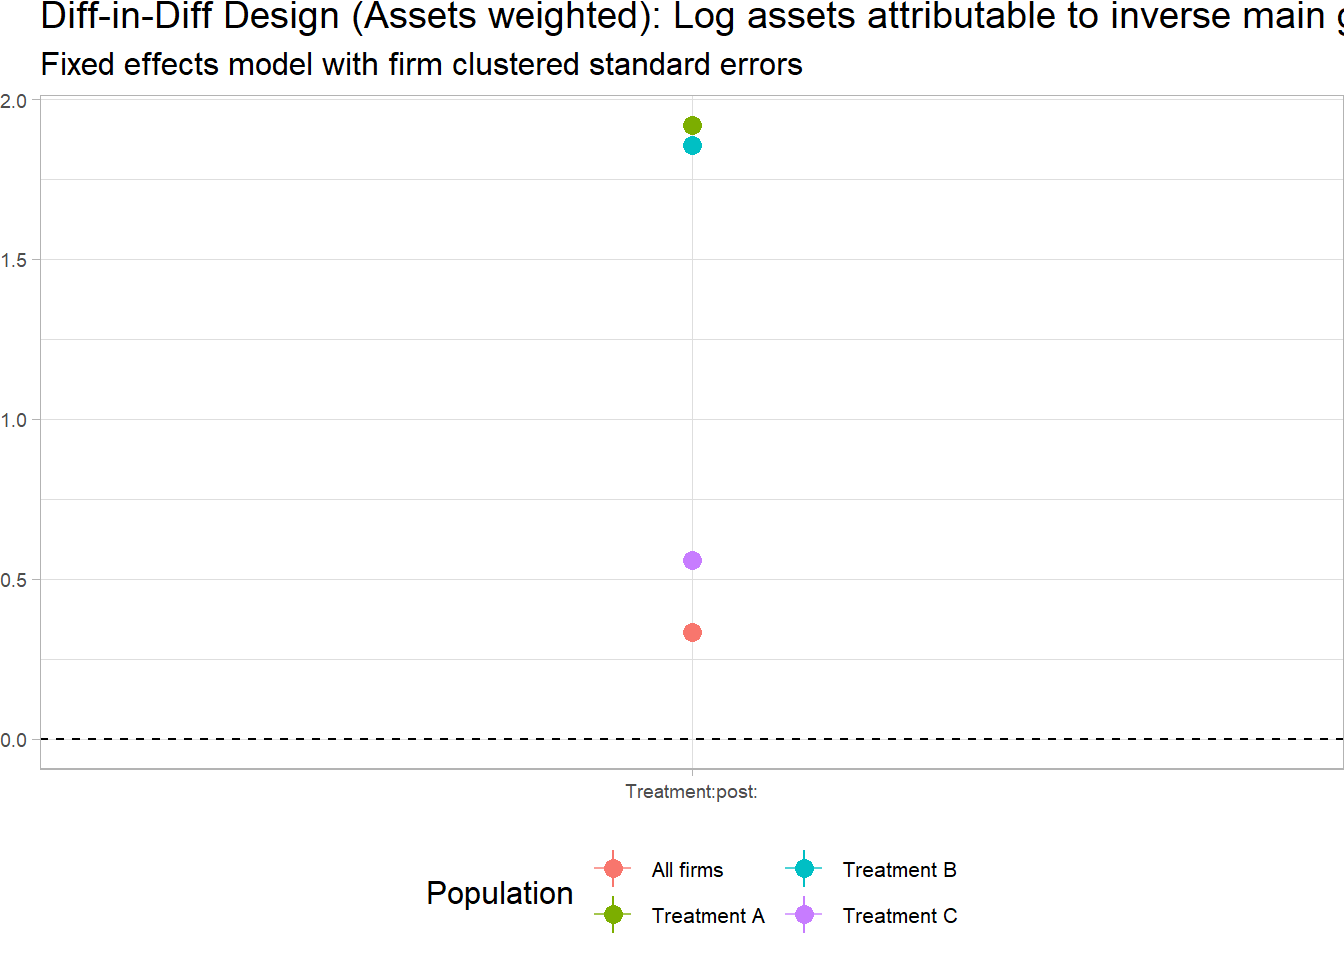 Diff-in-Diff Design (Assets weighted): Log assets attributable to inverse main
Fixed effects model with firm clustered standard errors
2.0
1.5
1.0
0.5
0.0
Treatment:post:
Population
All firms
Treatment B
Treatment A
Treatment C